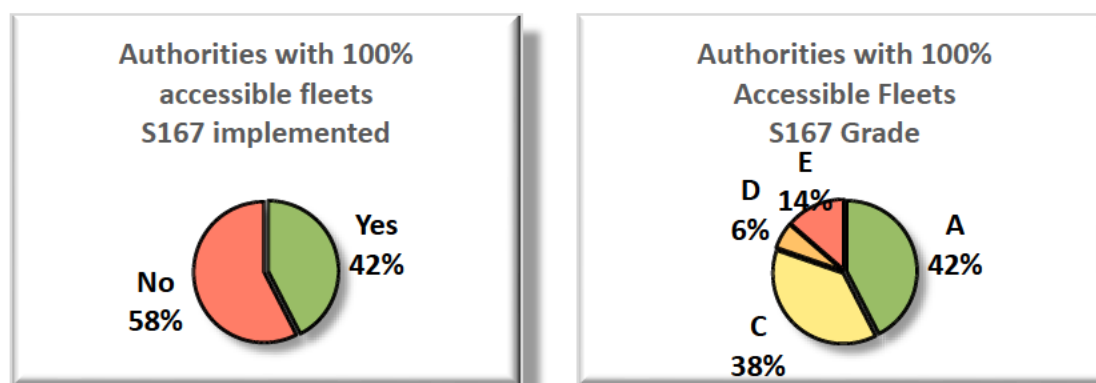 Authorities with 100%
accessible fleets
S167 implemented
Yes
42%
No
58%
Authorities with 100%
Accessible Fleets
S167 Grade
E
14%
D
6%
A
42%
C
38%